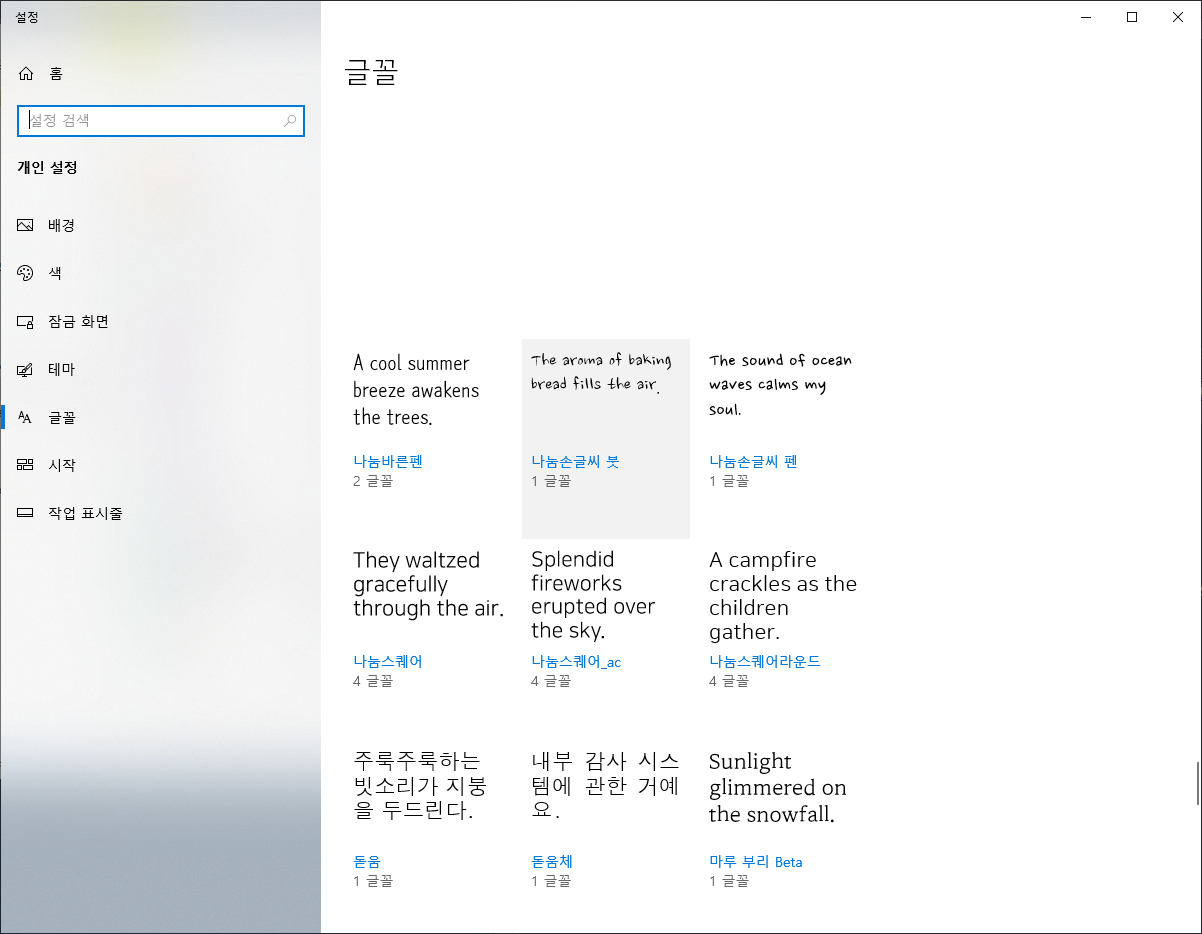 설정
홈
설정 검색
개인 설정
배경
색
잠금 화면
테마
글꼴
시작
작업 표시줄
글꼴
A cool summer
breeze awakens
the trees.
나눔바른펜
2 글꼴
The aroma of baking
bread fills the air.
나눔손글씨 붓
1 글꼴
The sound of ocean
waves calms my
soul.
나눔손글씨 펜
1 글꼴
They waltzed
gracefully
through the air.
나눔스퀘어
4 글꼴
Splendid
fireworks
erupted over
the sky.
나눔스퀘어_ac
4 글꼴
A campfire
crackles as the
children
gather.
나눔스퀘어라운드
4 글꼴
주룩주룩하는
빗소리가 지붕
을 두드린다.
돋움
1 글꼴
내부 감사 시스
템에 관한 거예
요.
돋움체
1 글꼴
Sunlight
glimmered on
the snowfall.
마루 부리 Beta
1 글꼴